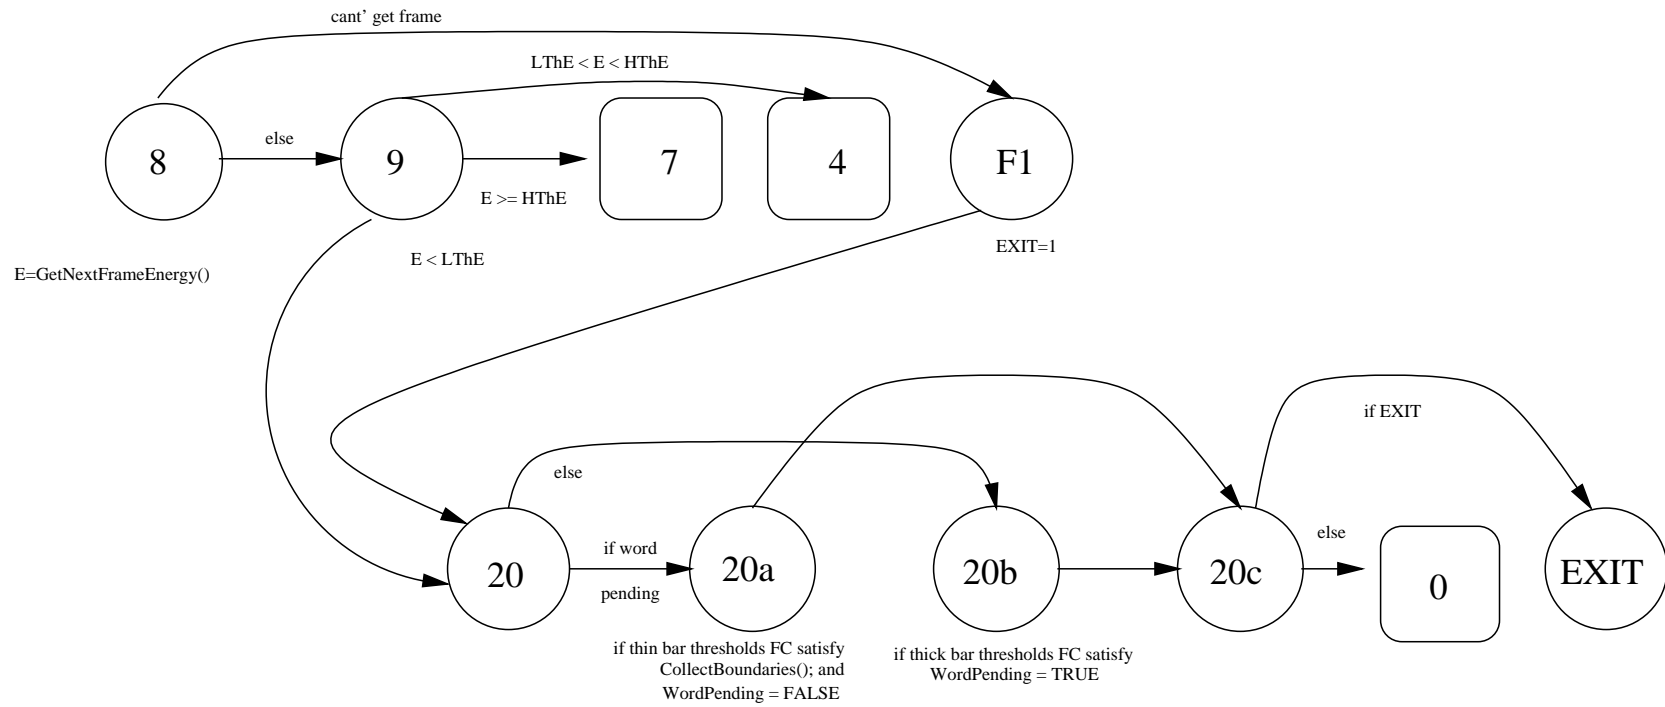 cant' get frame
LThE < E < HThE
else
8
9
7
4
F1
E >= HThE
EXIT=1
E < LThE
E=GetNextFrameEnergy()
if EXIT
else
if word
pending
else
20
20a
20b
20c
0
EXIT
if thin bar thresholds FC satisfy
CollectBoundaries(); and
WordPending = FALSE
if thick bar thresholds FC satisfy
WordPending = TRUE